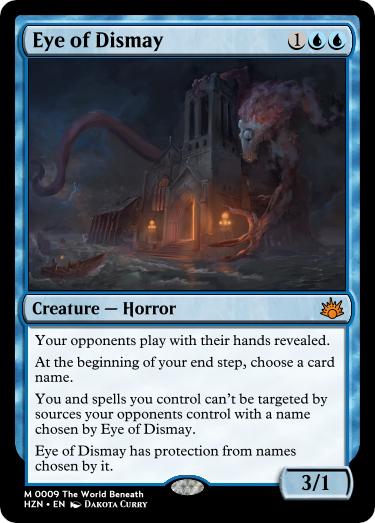 Eye of Dismay
1
Creature — Horror
Your opponents play with their hands revealed.
At the beginning of your end step, choose a card
name.
You and spells you control can't be targeted by
sources your opponents control with a name
chosen by Eye of Dismay.
Eye of Dismay has protection from names
chosen by it.
3/1
M 0009 The World Beneath
HZN • EN Dakota Curry